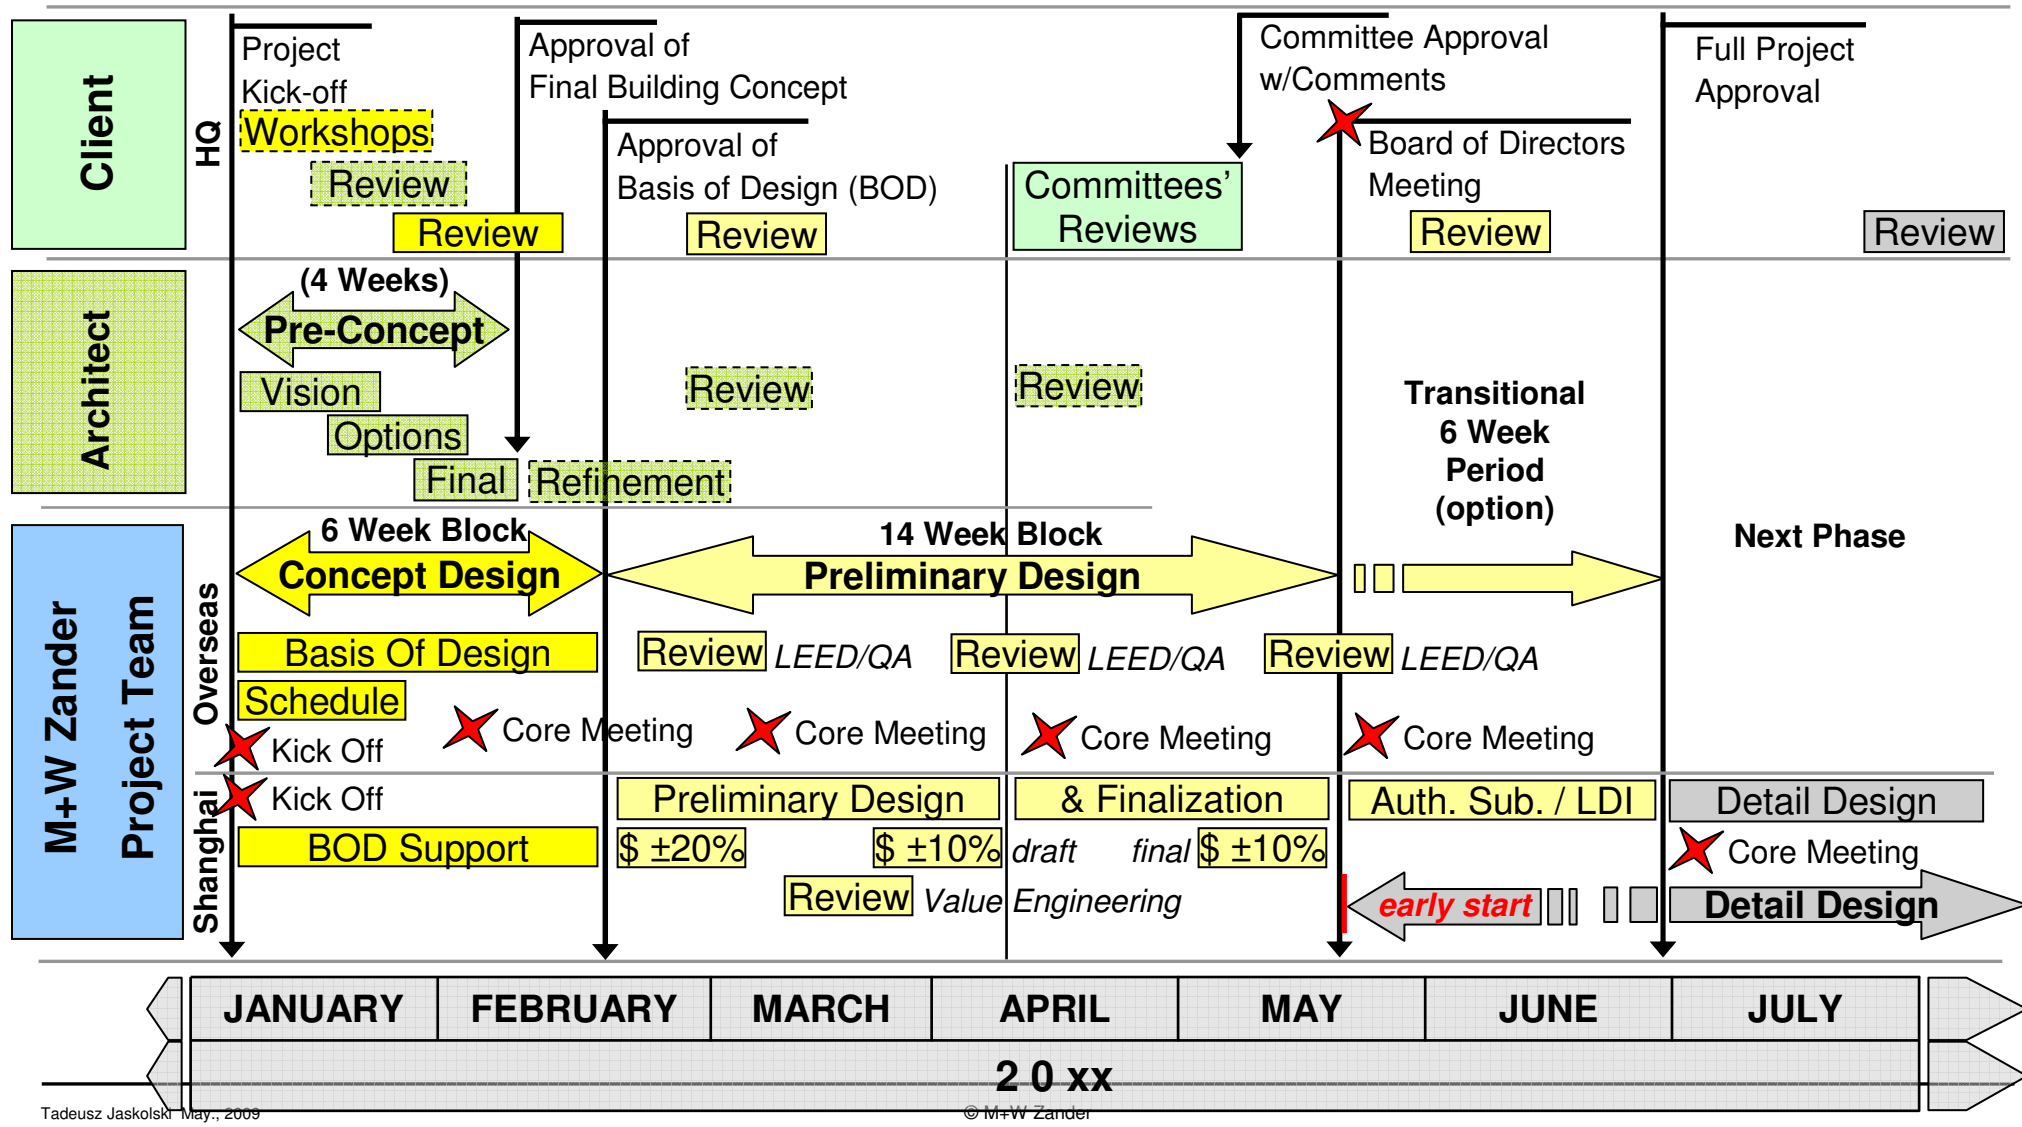 Client
HQ
Project
Kick-off
Workshops
Review
Review
Approval of
Final Building Concept
Approval of
Basis of Design (BOD)
Review
Committees'
Reviews
Committee Approval
w/Comments
Board of Directors
Meeting
Review
Full Project
Approval
Review
Architect
(4 Weeks)
Pre-Concept
Vision
Options
Final
Refinement
Review
Review
Transitional
6 Week
Period
(option)
Next Phase
M+W Zander
Project Team
Overseas
6 Week Block
Concept Design
14 Week Block
Preliminary Design
Basis Of Design
Review LEED/QA
Review LEED/QA
Review LEED/QA
Schedule
Kick Off
Core Meeting
Core Meeting
Core Meeting
Core Meeting
Shanghai
Kick Off
Preliminary Design
& Finalization
Auth. Sub. / LDI
Detail Design
BOD Support
$ ±20%
$ ±10% draft
final $ ±10%
Core Meeting
Review Value Engineering
early start
Detail Design
JANUARY FEBRUARY MARCH APRIL MAY JUNE JULY
2 0 xx
Tadeusz Jaskolski May., 2009
© M+W Zander